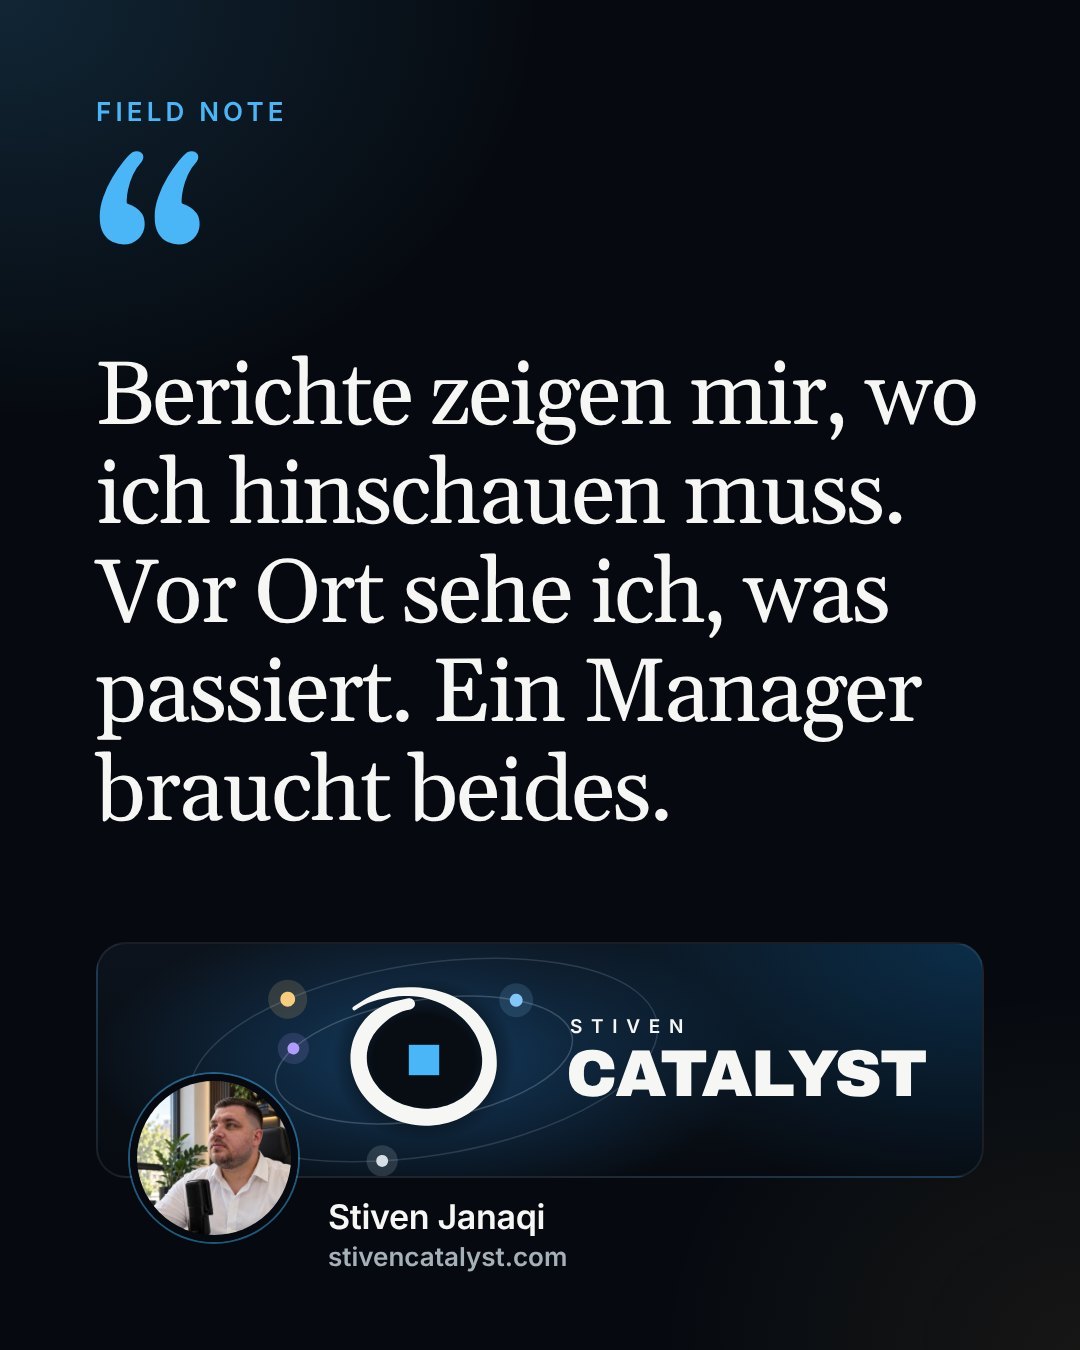 FIELD NOTE
“
Berichte zeigen mir, wo
ich hinschauen muss.
Vor Ort sehe ich, was
passiert. Ein Manager
braucht beides.
STIVEN
CATALYST
Stiven Janaqi
stivencatalyst.com